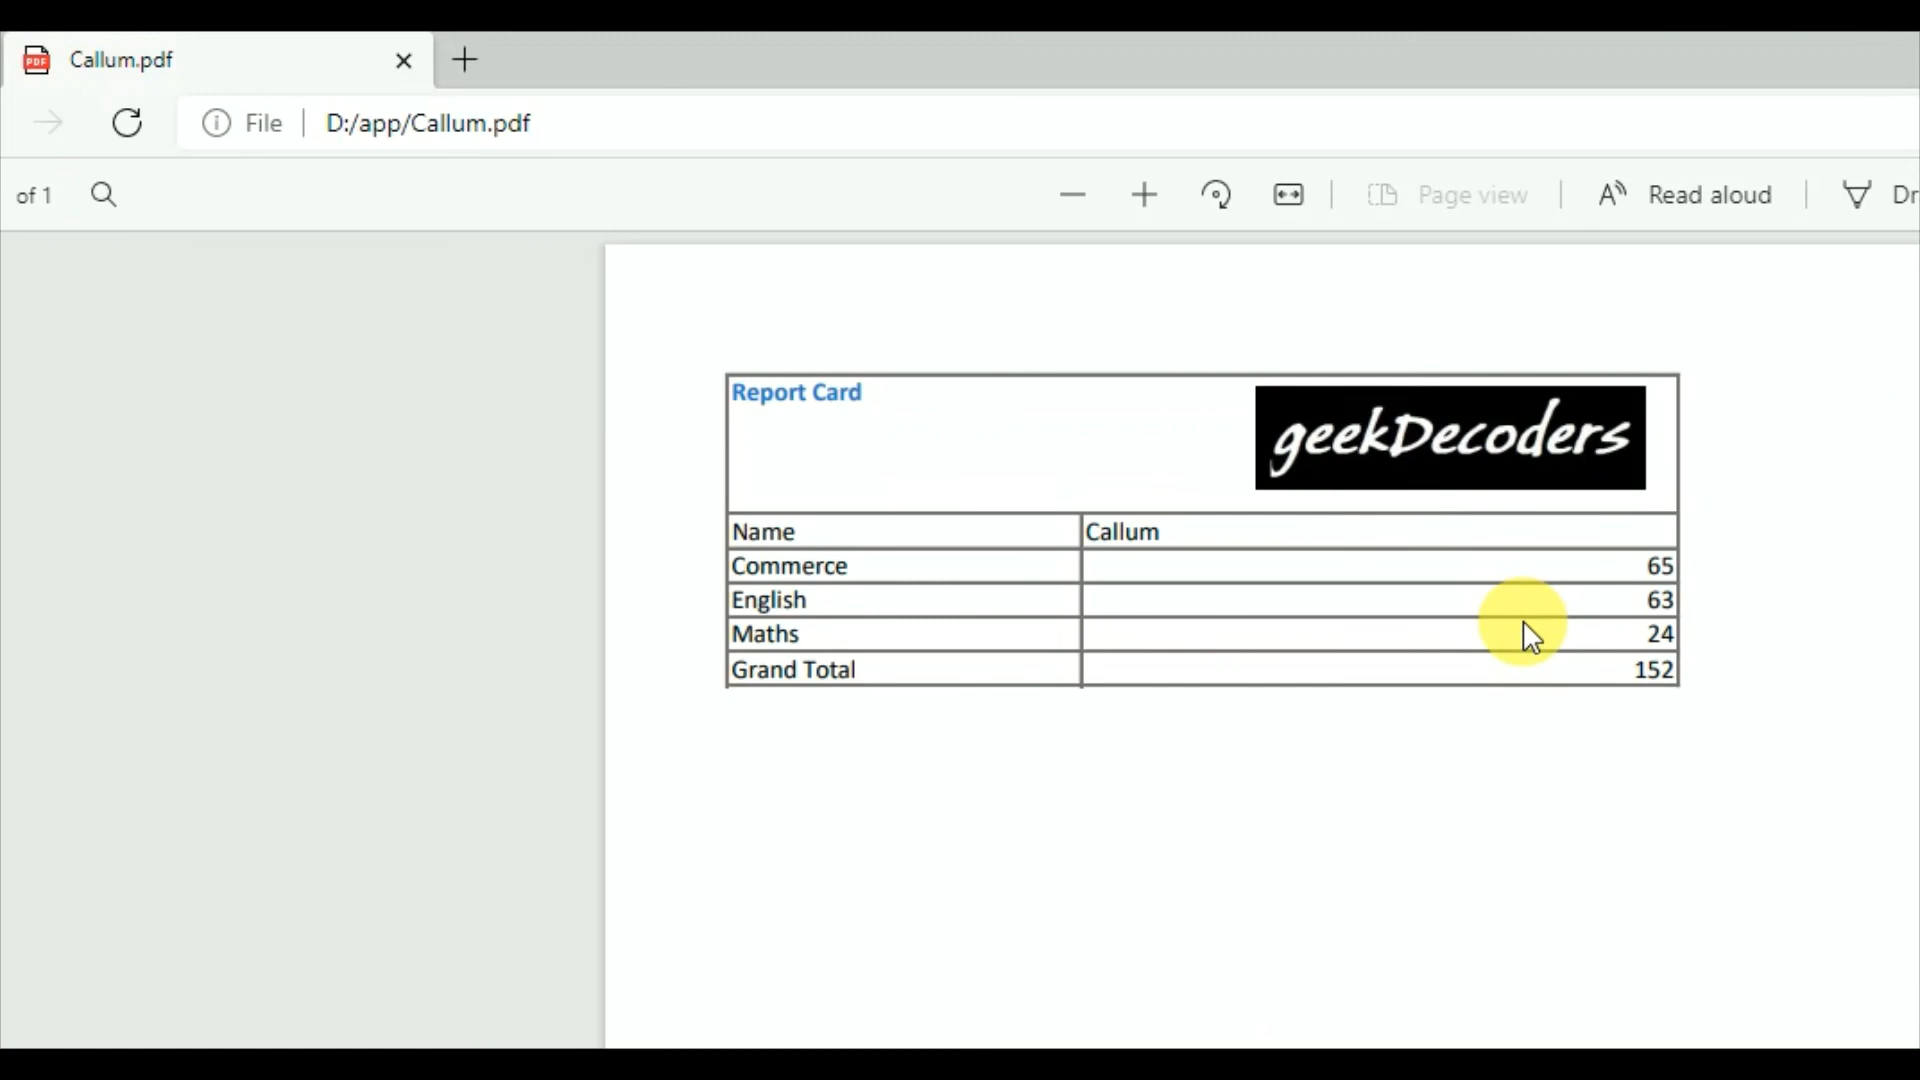 Callum.pdf
File D:/app/Callum.pdf
of 1 Page view Read aloud Dr
Report Card
geekDecoders
Name Callum
Commerce 65
English 63
Maths 24
Grand Total 152